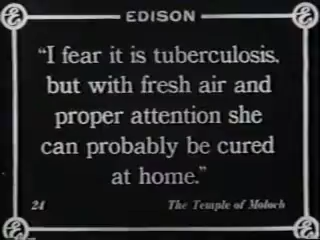 EDISON
“I fear it is tuberculosis,
but with fresh air and
proper attention she
can probably be cured
at home.”
24 The Temple of Moloch